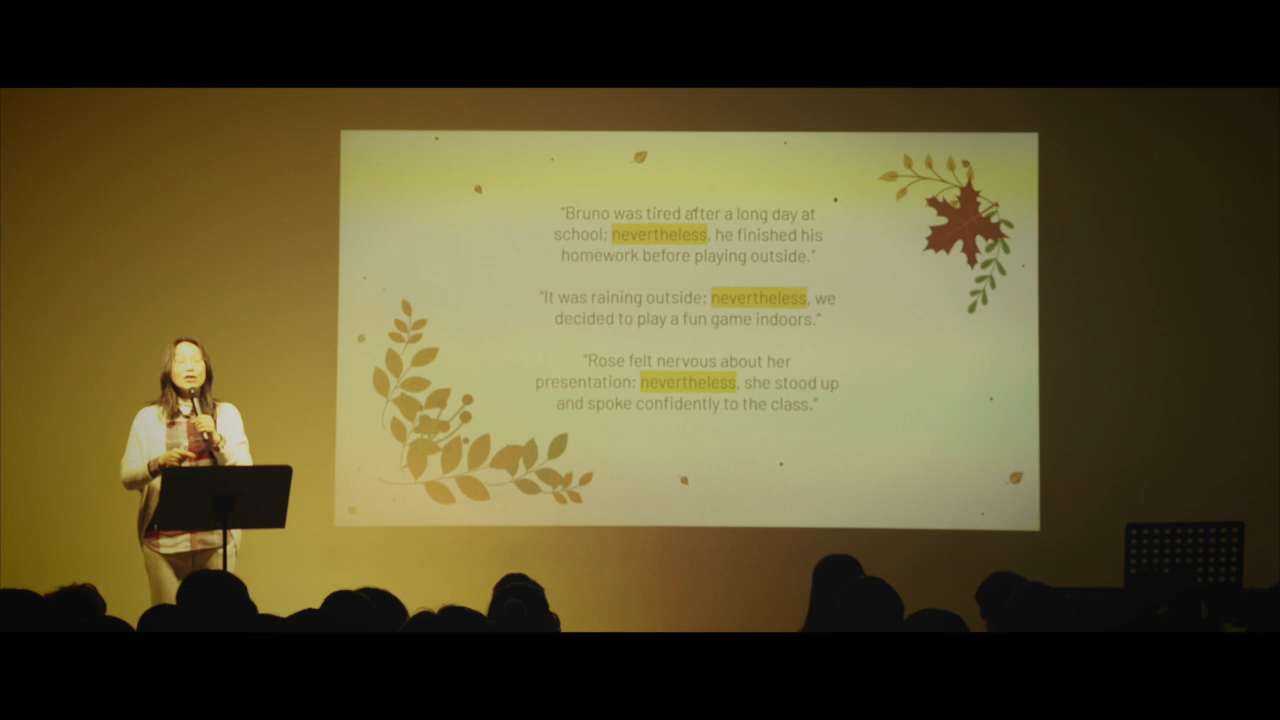 “Bruno was tired after a long day at
school; nevertheless, he finished his
homework before playing outside.”
“It was raining outside; nevertheless, we
decided to play a fun game indoors.”
“Rose felt nervous about her
presentation; nevertheless, she stood up
and spoke confidently to the class.”